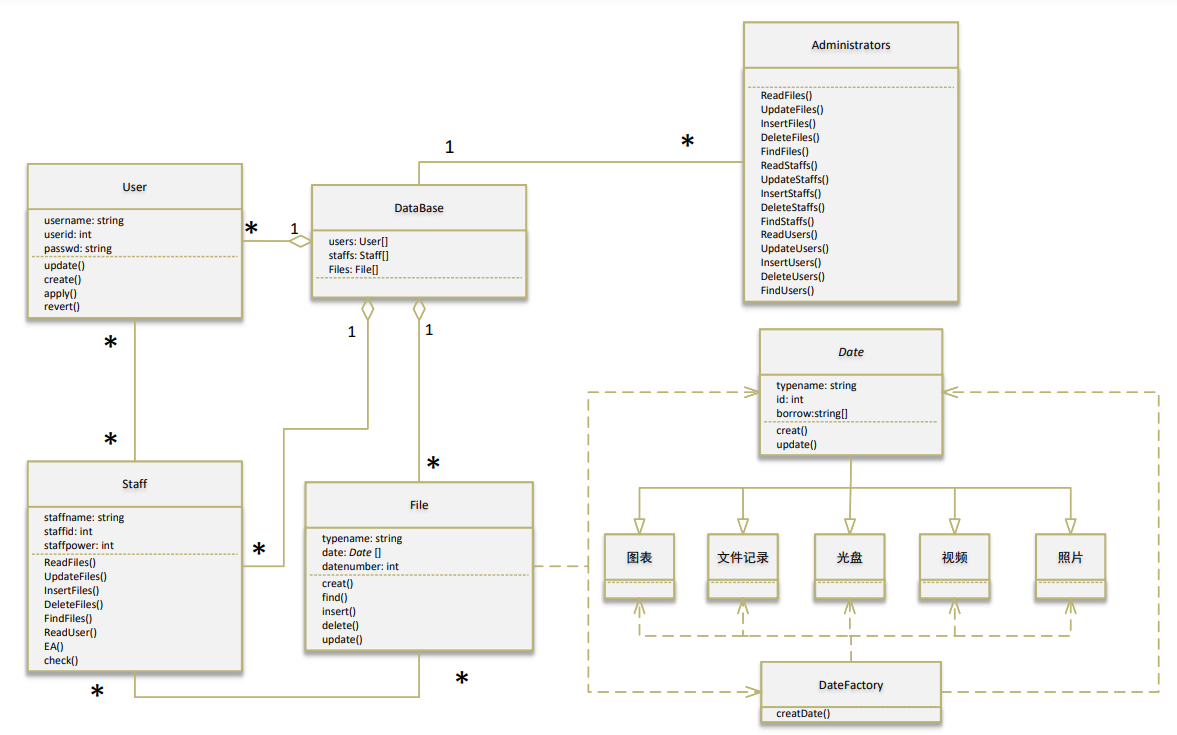 Administrators
ReadFiles()
UpdateFiles()
InsertFiles()
DeleteFiles()
FindFiles()
ReadStaffs()
UpdateStaffs()
InsertStaffs()
DeleteStaffs()
FindStaffs()
ReadUsers()
UpdateUsers()
InsertUsers()
DeleteUsers()
FindUsers()
1
*
User
username: string
userid: int
passwd: string
update()
create()
apply()
revert()
*
1
DataBase
users: User[]
staffs: Staff[]
Files: File[]
1
1
*
*
*
*
Staff
staffname: string
staffid: int
staffpower: int
ReadFiles()
UpdateFiles()
InsertFiles()
DeleteFiles()
FindFiles()
ReadUser()
EA()
check()
*
*
File
typename: string
date: Date []
datenumber: int
creat()
find()
insert()
delete()
update()
Date
typename: string
id: int
borrow:string[]
creat()
update()
图表
文件记录
光盘
视频
照片
DateFactory
creatDate()